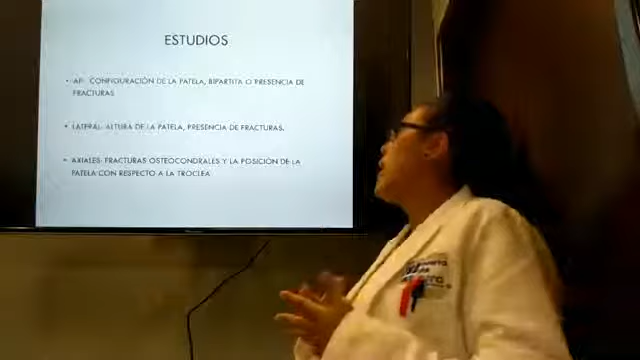 ESTUDIOS
• AP: CONFIGURACIÓN DE LA PATELA, BIPARTITA O PRESENCIA DE
FRACTURAS
• LATERAL: ALTURA DE LA PATELA, PRESENCIA DE FRACTURAS.
• AXIALES: FRACTURAS OSTEOCONDRALES Y LA POSICIÓN DE LA
PATELA CON RESPECTO A LA TROCLEA